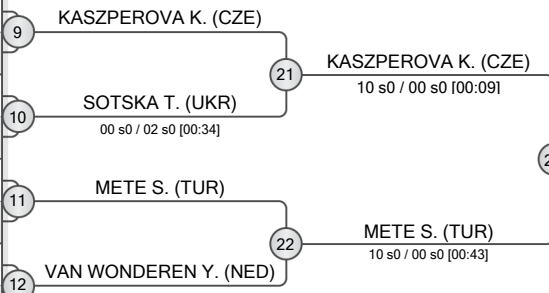 9
KASZPEROVA K. (CZE)
21
KASZPEROVA K. (CZE)
10 s0 / 00 s0 [00:09]
10
SOTSKA T. (UKR)
00 s0 / 02 s0 [00:34]
11
METE S. (TUR)
22
METE S. (TUR)
10 s0 / 00 s0 [00:43]
12
VAN WONDEREN Y. (NED)